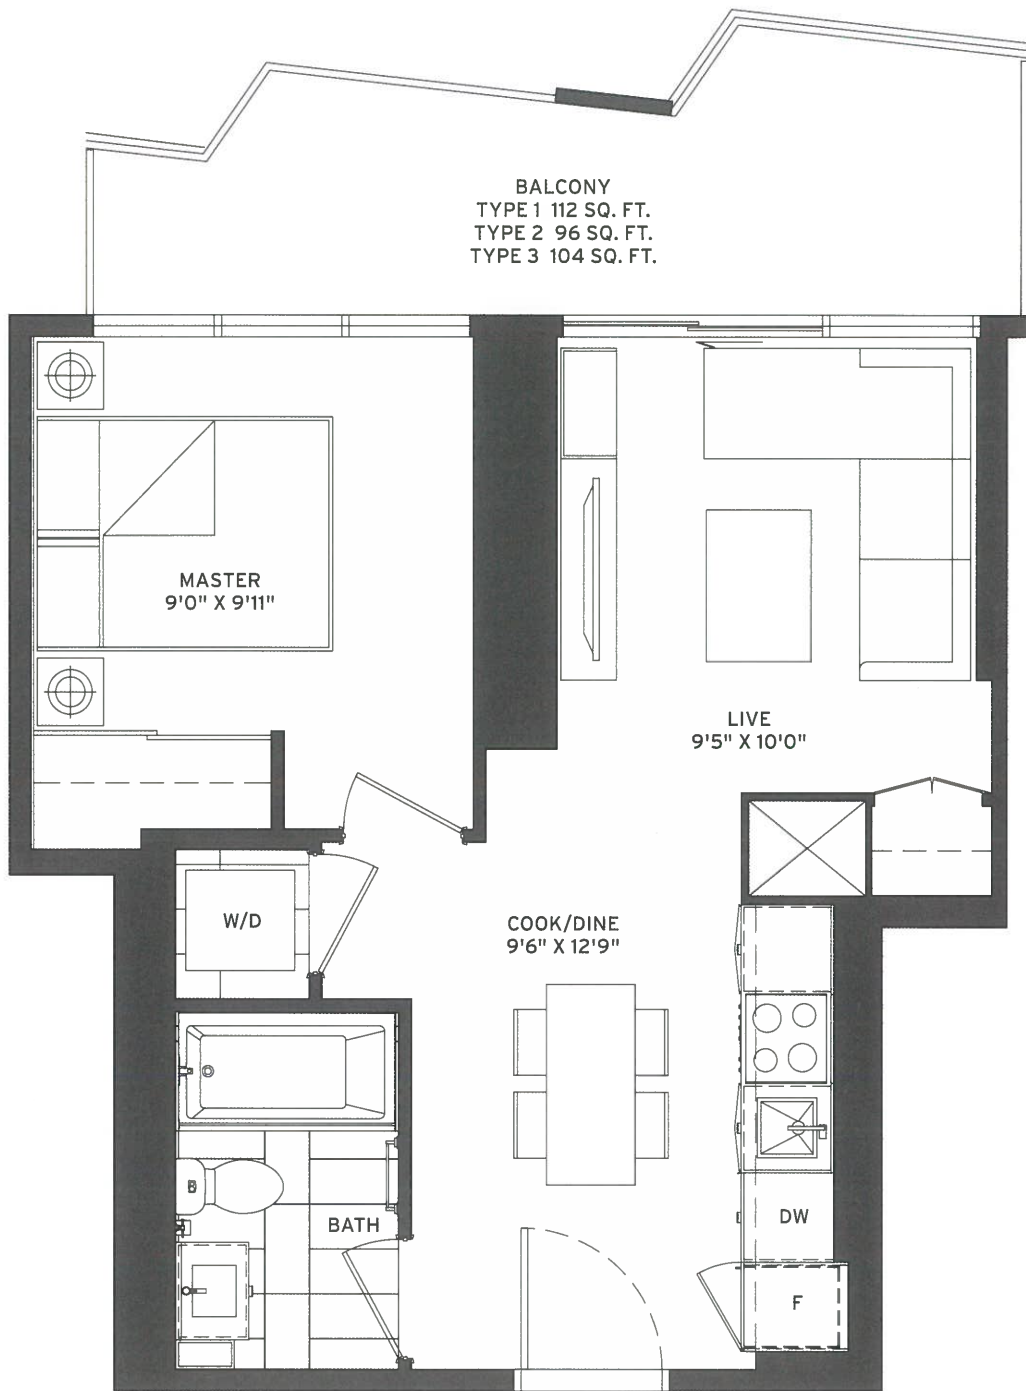 BALCONY
TYPE 1 112 SQ. FT.
TYPE 2 96 SQ. FT.
TYPE 3 104 SQ. FT.
MASTER
9'0" X 9'11"
LIVE
9'5" X 10'0"
W/D
COOK/DINE
9'6" X 12'9"
B
BATH
DW
F